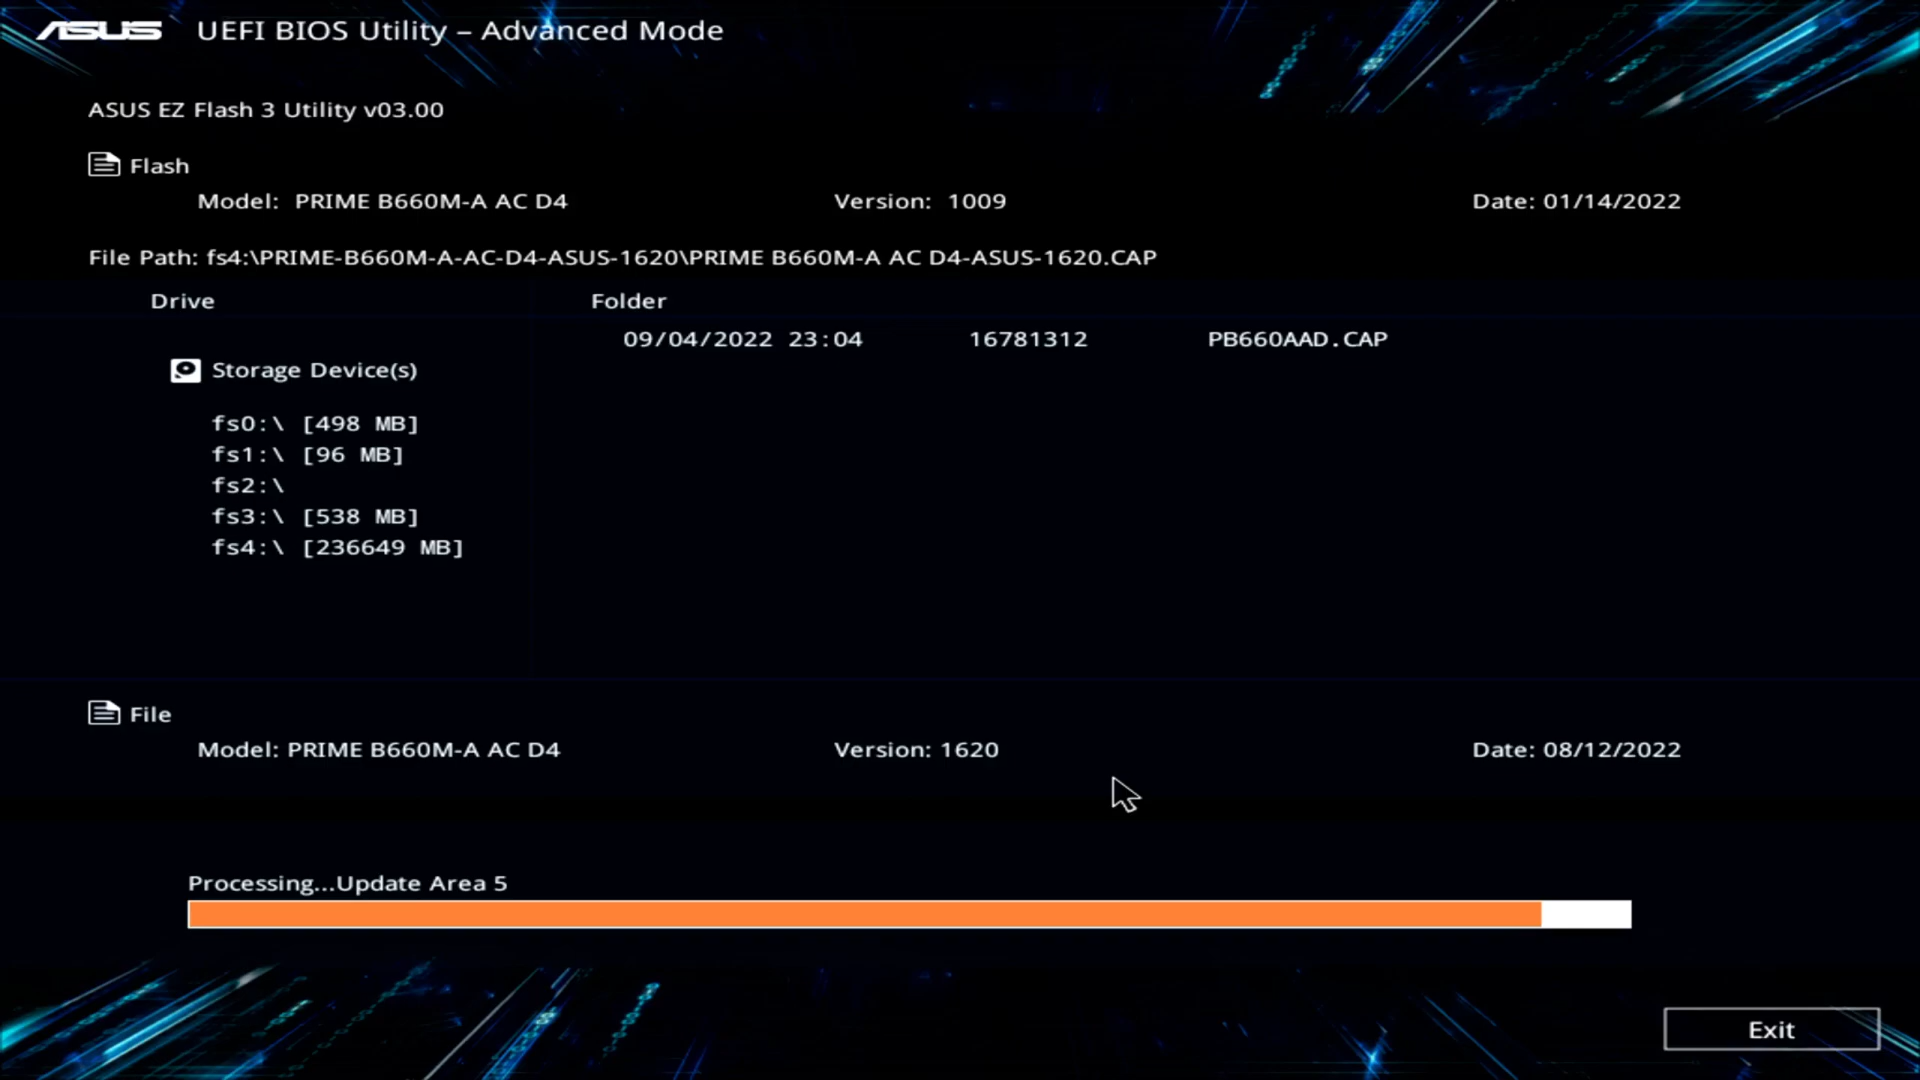 ASUS UEFI BIOS Utility – Advanced Mode
ASUS EZ Flash 3 Utility v03.00
Flash
Model: PRIME B660M-A AC D4 Version: 1009 Date: 01/14/2022
File Path: fs4:\PRIME-B660M-A-AC-D4-ASUS-1620\PRIME B660M-A AC D4-ASUS-1620.CAP
Drive Folder
09/04/2022 23:04 16781312 PB660AAD.CAP
Storage Device(s)
fs0:\ [498 MB]
fs1:\ [96 MB]
fs2:\
fs3:\ [538 MB]
fs4:\ [236649 MB]
File
Model: PRIME B660M-A AC D4 Version: 1620 Date: 08/12/2022
Processing...Update Area 5
Exit